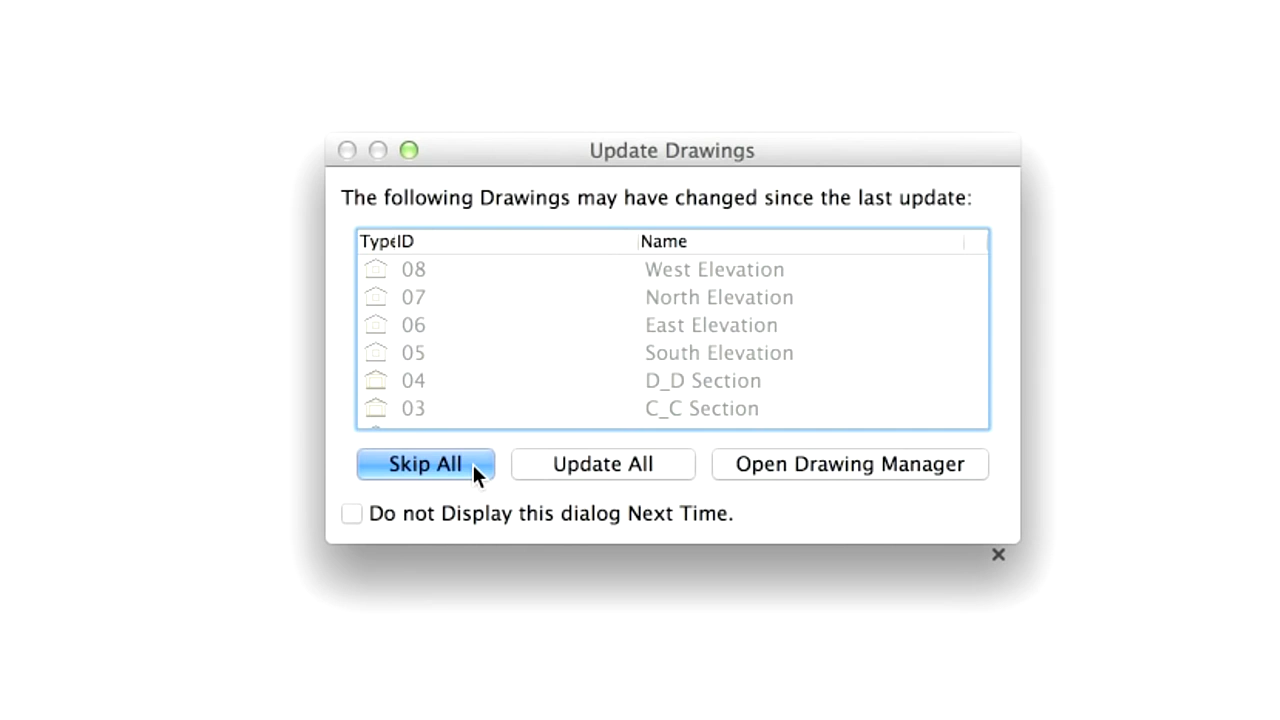 Update Drawings
The following Drawings may have changed since the last update:
Type ID Name
08 West Elevation
07 North Elevation
06 East Elevation
05 South Elevation
04 D_D Section
03 C_C Section
Skip All Update All Open Drawing Manager
Do not Display this dialog Next Time.